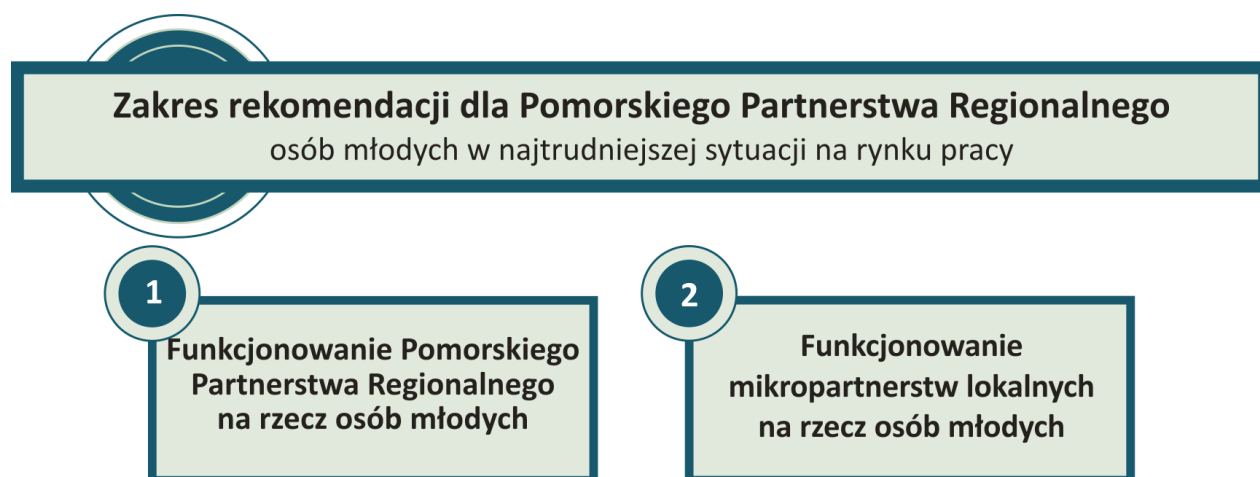 Zakres rekomendacji dla Pomorskiego Partnerstwa Regionalnego
osób młodych w najtrudniejszej sytuacji na rynku pracy
1
Funkcjonowanie Pomorskiego
Partnerstwa Regionalnego
na rzecz osób młodych
2
Funkcjonowanie
mikropartnerstw lokalnych
na rzecz osób młodych